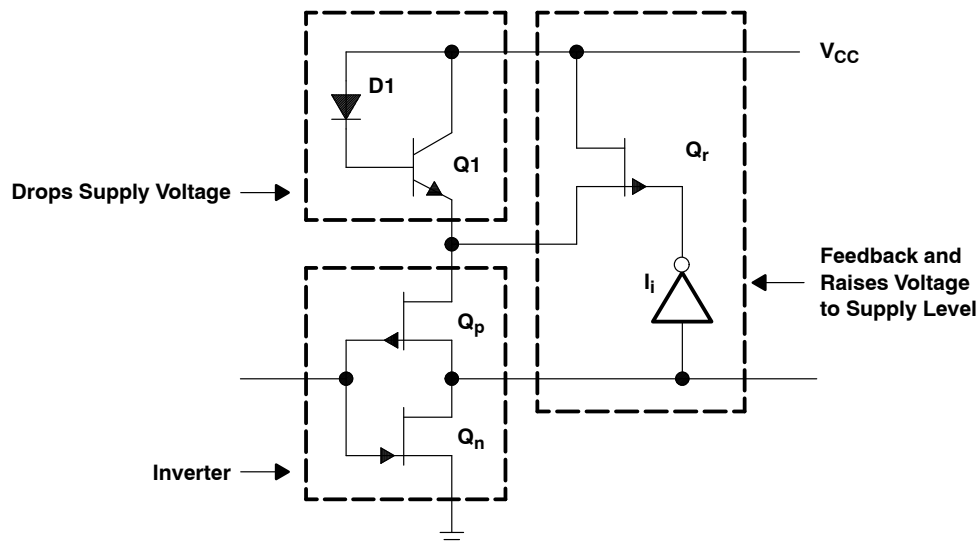 V_CC
D1
Q1
Q_r
Drops Supply Voltage
Feedback and
Raises Voltage
to Supply Level
I_i
Q_p
Q_n
Inverter